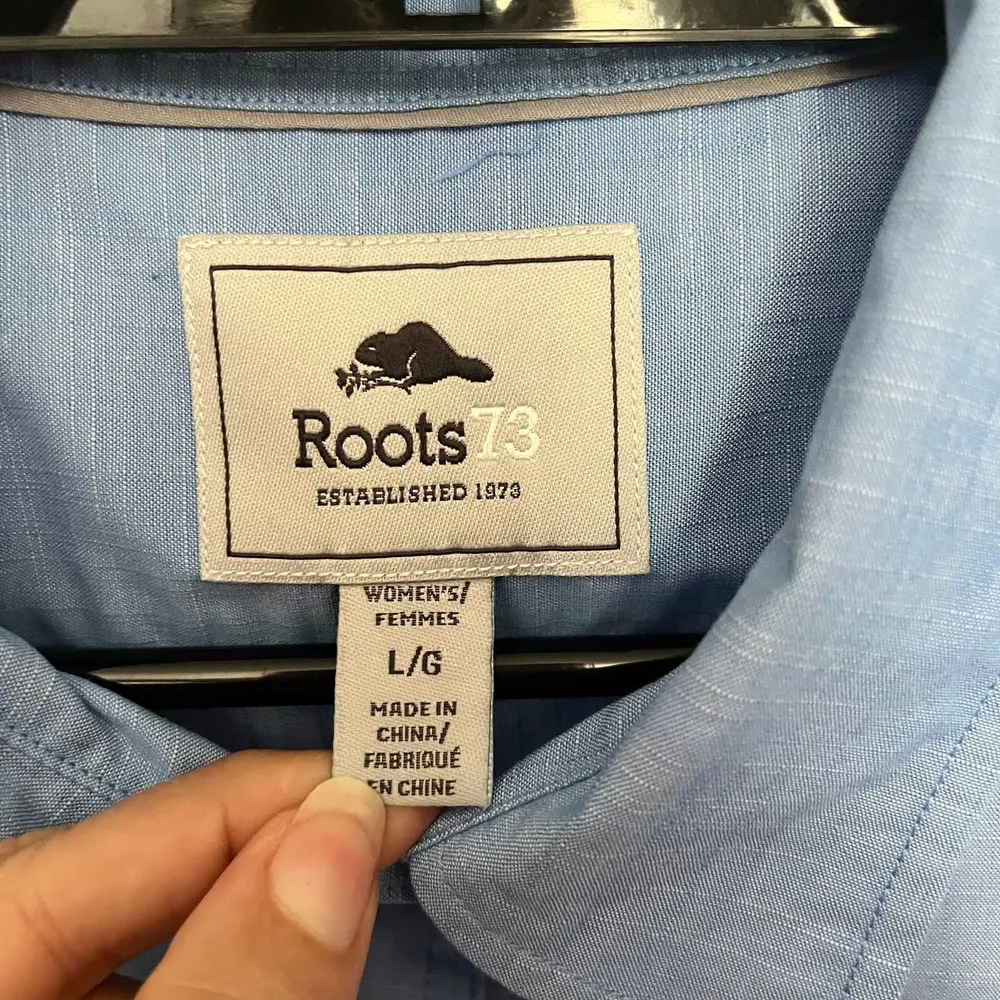 Roots73
ESTABLISHED 1973
WOMEN'S/
FEMMES
L/G
MADE IN
CHINA/
FABRIQUÉ
EN CHINE